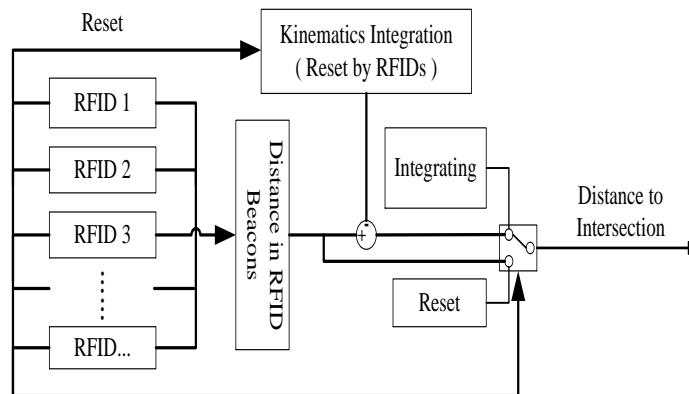 Reset
Kinematics Integration
( Reset by RFIDs )
RFID 1
RFID 2
RFID 3
RFID...
Distance in RFID
Beacons
Integrating
-
+
Reset
Distance to
Intersection